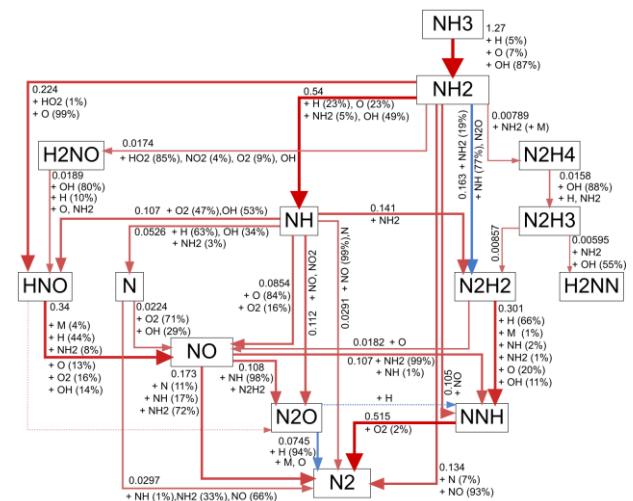 NH3
1.27
+ H (5%)
+ O (7%)
+ OH (87%)
NH2
0.224
+ HO2 (1%)
+ O (99%)
0.54
+ H (23%), O (23%)
+ NH2 (5%), OH (49%)
0.00789
+ NH2 (+ M)
0.163 + NH2 (19%)
+ NH (77%), N2O
0.0174
+ HO2 (85%), NO2 (4%), O2 (9%), OH
H2NO
N2H4
0.0189
+ OH (80%)
+ H (10%)
+ O, NH2
0.0158
+ OH (88%)
+ H, NH2
0.107 + O2 (47%),OH (53%)
NH
0.141
+ NH2
N2H3
0.0526 + H (63%), OH (34%)
+ NH2 (3%)
0.00857
0.00595
+ NH2
+ OH (55%)
HNO
N
N2H2
H2NN
0.0854
+ O (84%)
+ O2 (16%)
0.112 + NO, NO2
0.0291 + NO (99%),N
0.34
+ M (4%)
+ H (44%)
+ NH2 (8%)
+ O (13%)
+ O2 (16%)
+ OH (14%)
0.0224
+ O2 (71%)
+ OH (29%)
0.301
+ H (66%)
+ M (1%)
+ NH (2%)
+ NH2 (1%)
+ O (20%)
+ OH (11%)
NO
0.0182 + O
0.107 + NH2 (99%)
+ NH (1%)
0.108
+ NH (98%)
+ N2H2
0.173
+ N (11%)
+ NH (17%)
+ NH2 (72%)
0.105
+ NO
+ H
N2O
NNH
0.515
+ O2 (2%)
0.0745
+ H (94%)
+ M, O
0.0297
+ NH (1%),NH2 (33%), NO (66%)
N2
0.134
+ N (7%)
+ NO (93%)